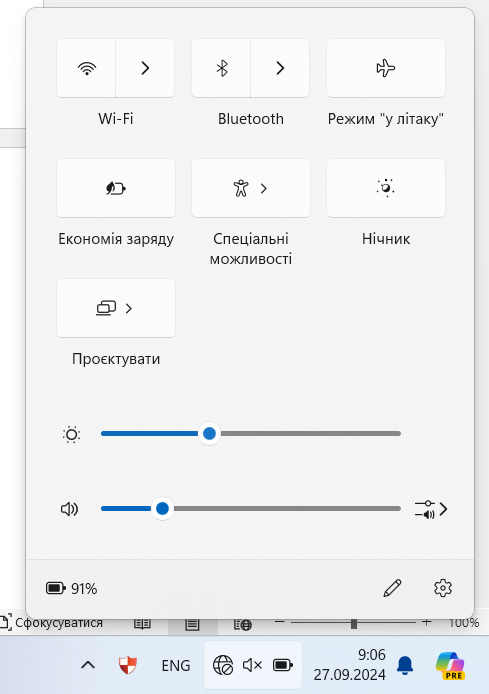 Wi-Fi
Bluetooth
Режим "у літаку"
Економія заряду
Спеціальні
можливості
Нічник
Проєктувати
91%
Сфокусуватися
100%
ENG
9:06
27.09.2024
PRE